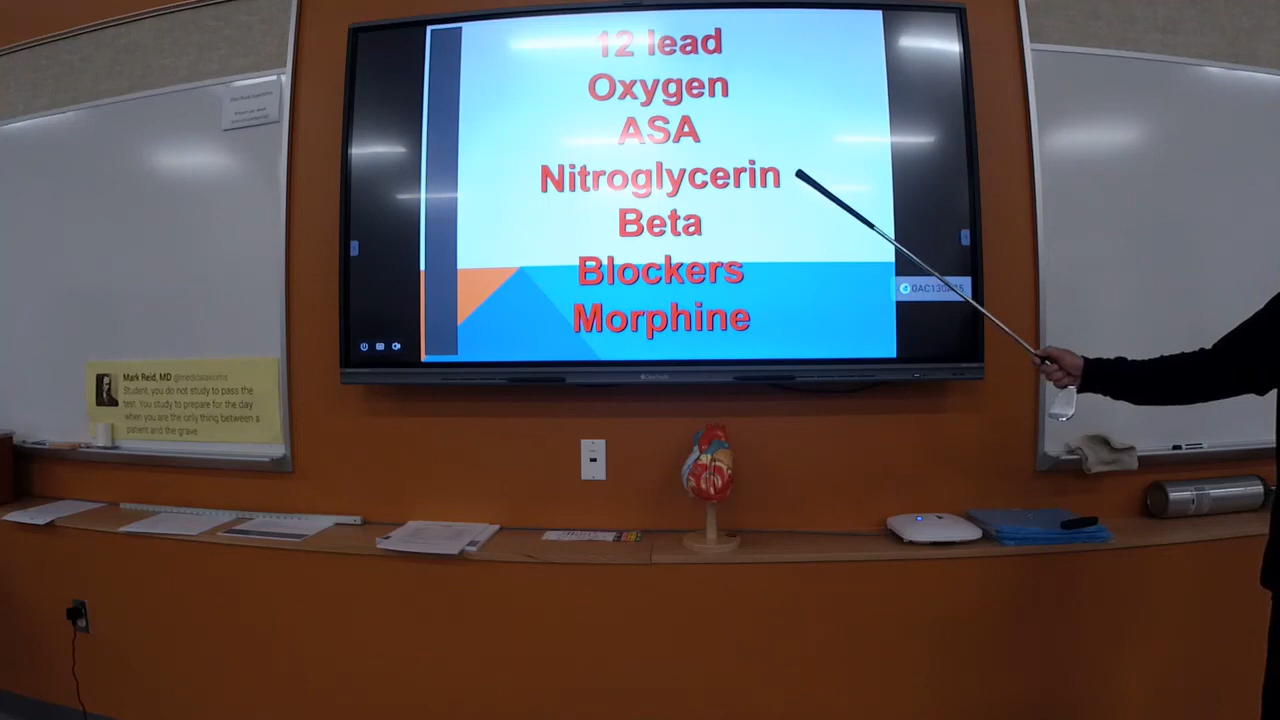 12 lead
Oxygen
ASA
Nitroglycerin
Beta
Blockers
Morphine
Mark Reid, MD @medicalaxioms
Student, you do not study to pass the
test. You study to prepare for the day
when you are the only thing between a
patient and the grave